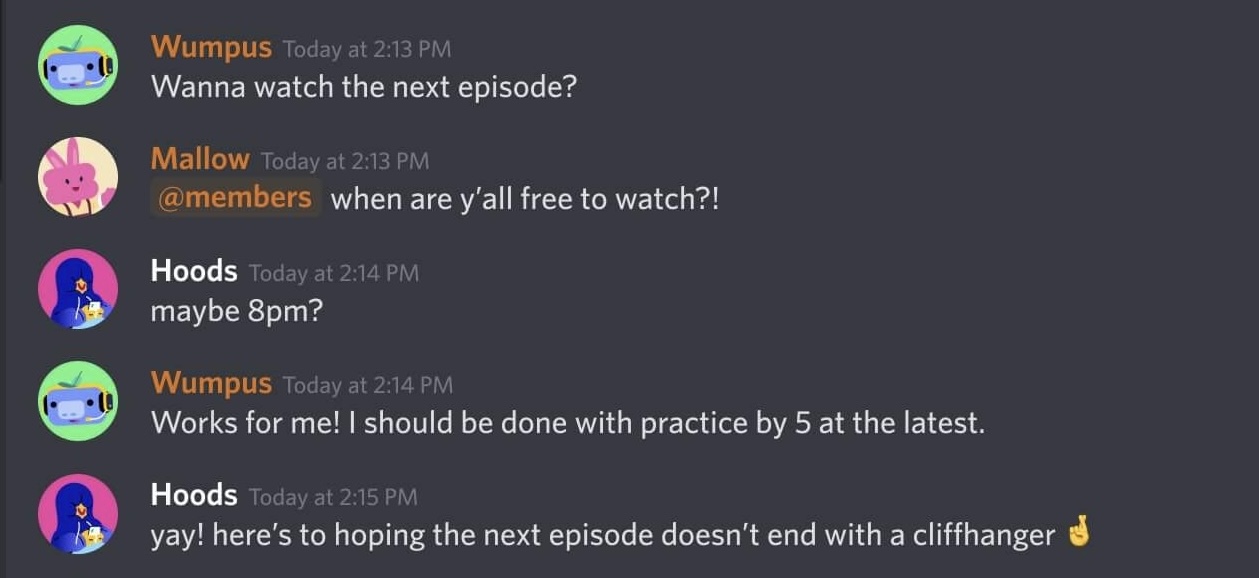 Wumpus Today at 2:13 PM
Wanna watch the next episode?
Mallow Today at 2:13 PM
@members when are y’all free to watch?!
Hoods Today at 2:14 PM
maybe 8pm?
Wumpus Today at 2:14 PM
Works for me! I should be done with practice by 5 at the latest.
Hoods Today at 2:15 PM
yay! here’s to hoping the next episode doesn’t end with a cliffhanger 🤞